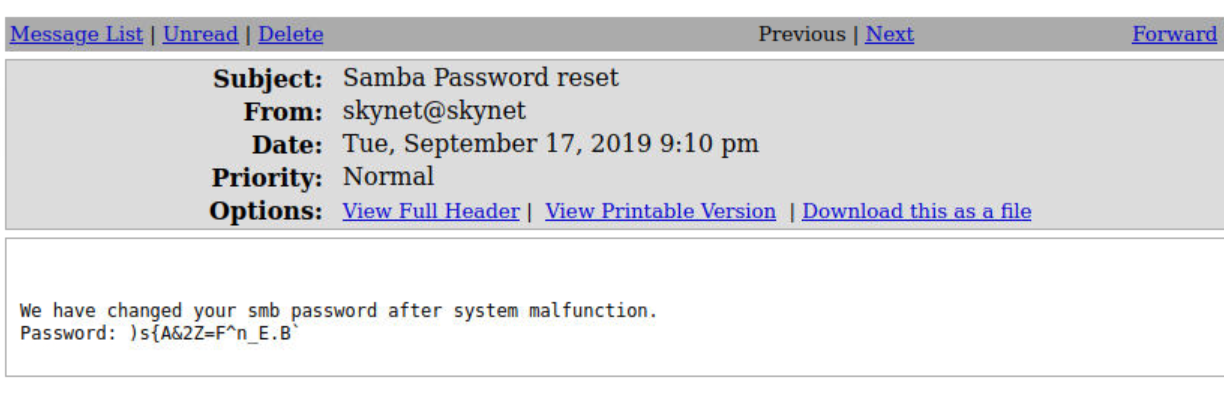 Message List | Unread | Delete Previous | Next Forward
Subject: Samba Password reset
From: skynet@skynet
Date: Tue, September 17, 2019 9:10 pm
Priority: Normal
Options: View Full Header | View Printable Version | Download this as a file
We have changed your smb password after system malfunction.
Password: )s{A&2Z=F^n_E.B`